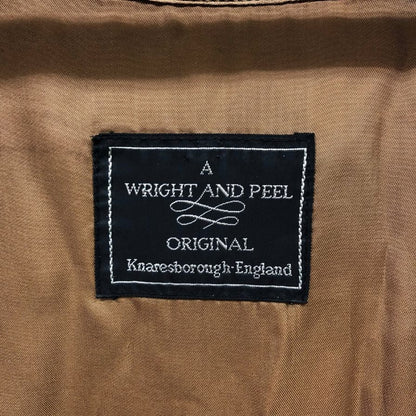 A
WRIGHT AND PEEL
ORIGINAL
Knaresborough-England